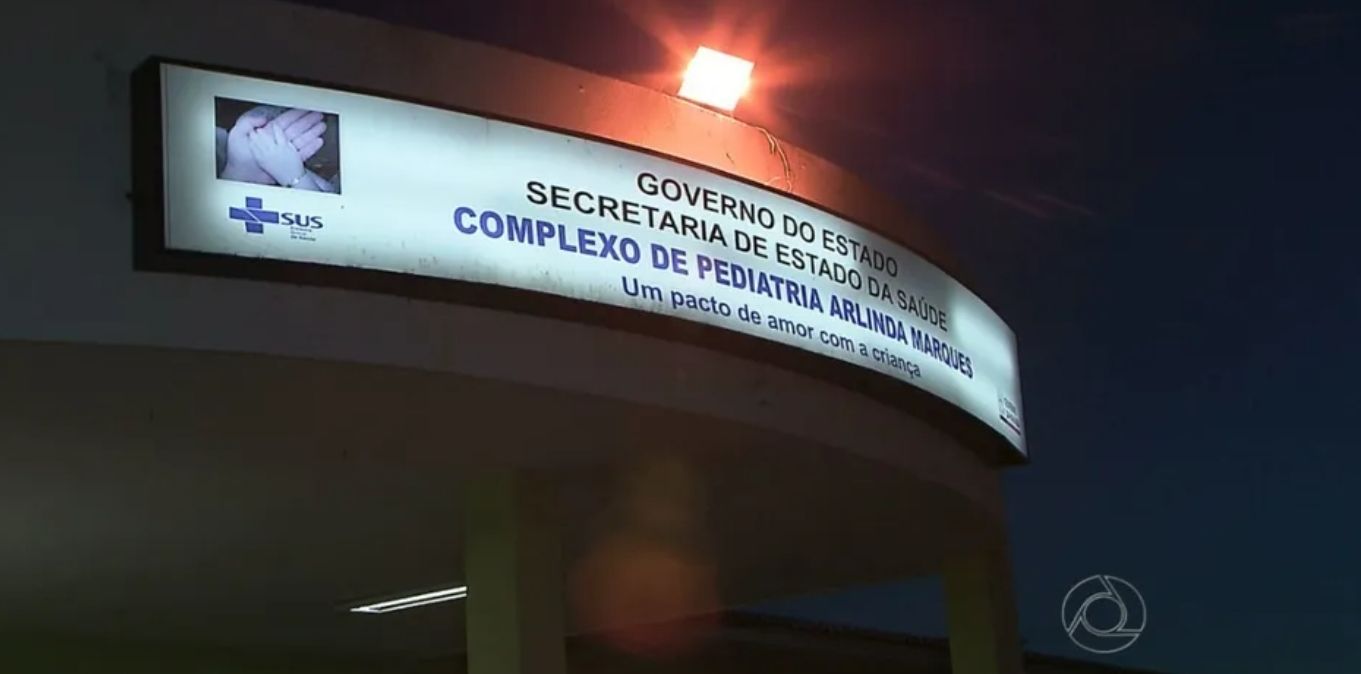 GOVERNO DO ESTADO
SECRETARIA DE ESTADO DA SAÚDE
COMPLEXO DE PEDIATRIA ARLINDA MARQUES
Um pacto de amor com a criança
SUS